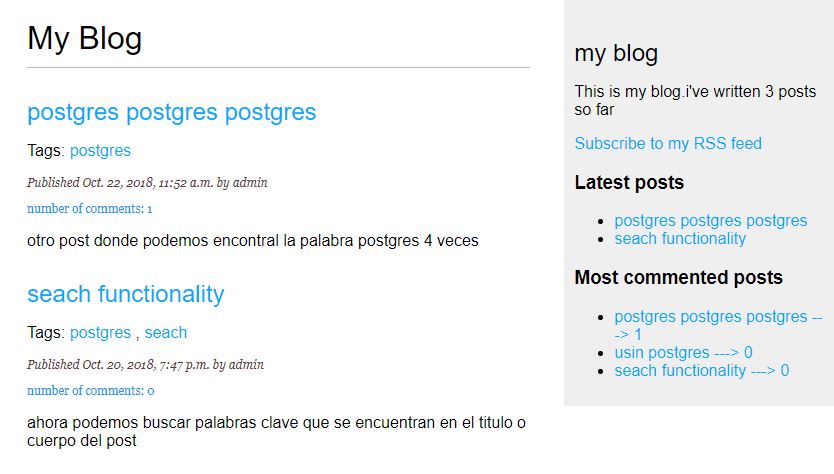 My Blog
postgres postgres postgres
Tags: postgres
Published Oct. 22, 2018, 11:52 a.m. by admin
number of comments: 1
otro post donde podemos encontral la palabra postgres 4 veces
seach functionality
Tags: postgres , seach
Published Oct. 20, 2018, 7:47 p.m. by admin
number of comments: 0
ahora podemos buscar palabras clave que se encuentran en el titulo o
cuerpo del post
my blog
This is my blog.i've written 3 posts
so far
Subscribe to my RSS feed
Latest posts
postgres postgres postgres
seach functionality
Most commented posts
postgres postgres postgres --
-> 1
usin postgres ---> 0
seach functionality ---> 0